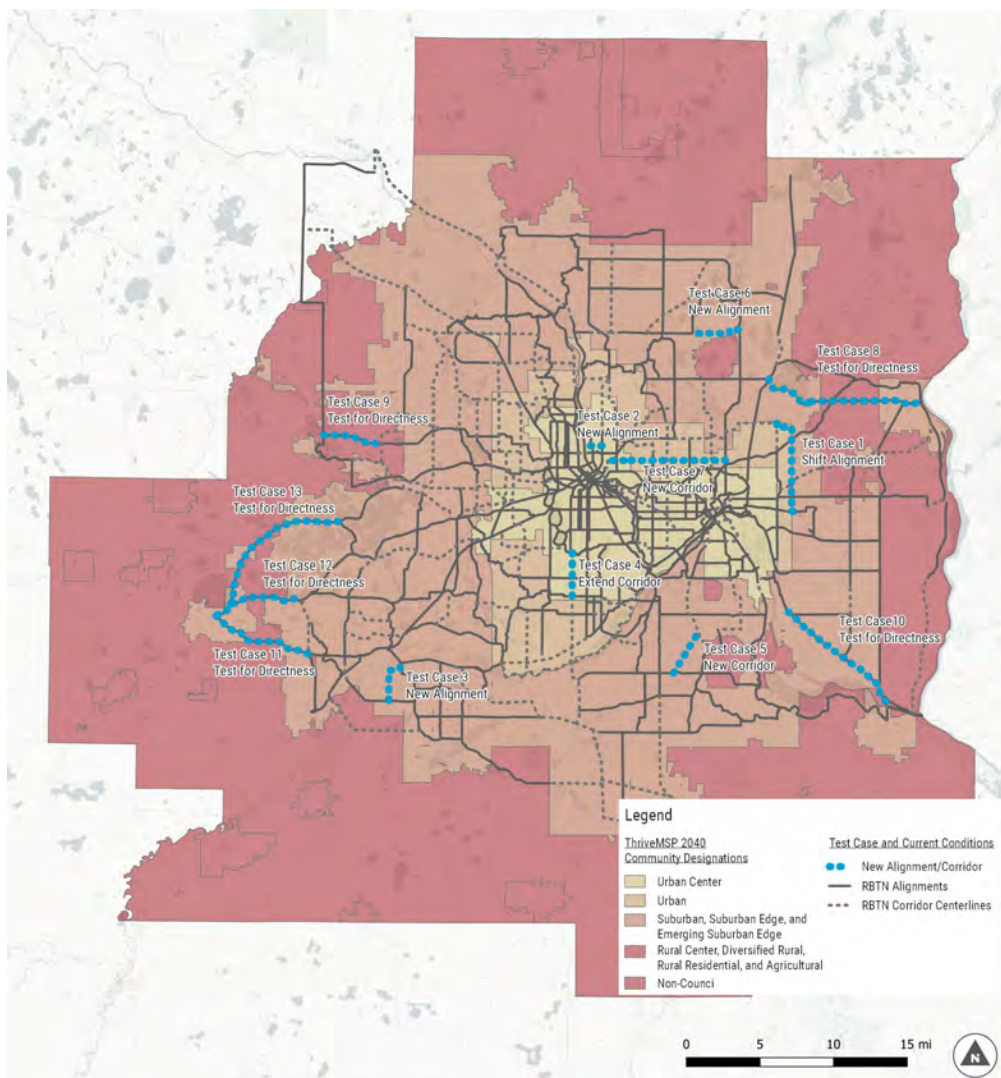 Test Case 6
New Alignment
Test Case 8
Test for Directness
Test Case 9
Test for Directness
Test Case 2
New Alignment
Test Case 1
Shift Alignment
Test Case 7
New Corridor
Test Case 13
Test for Directness
Test Case 12
Test for Directness
Test Case 4
Extend Corridor
Test Case10
Test for Directness
Test Case 11
Test for Directness
Test Case 5
New Corridor
Test Case 3
New Alignment
Legend
ThriveMSP 2040
Community Designations
Urban Center
Urban
Suburban, Suburban Edge, and
Emerging Suburban Edge
Rural Center, Diversified Rural,
Rural Residential, and Agricultural
Non-Counci
Test Case and Current Conditions
New Alignment/Corridor
RBTN Alignments
RBTN Corridor Centerlines
0 5 10 15 mi
N